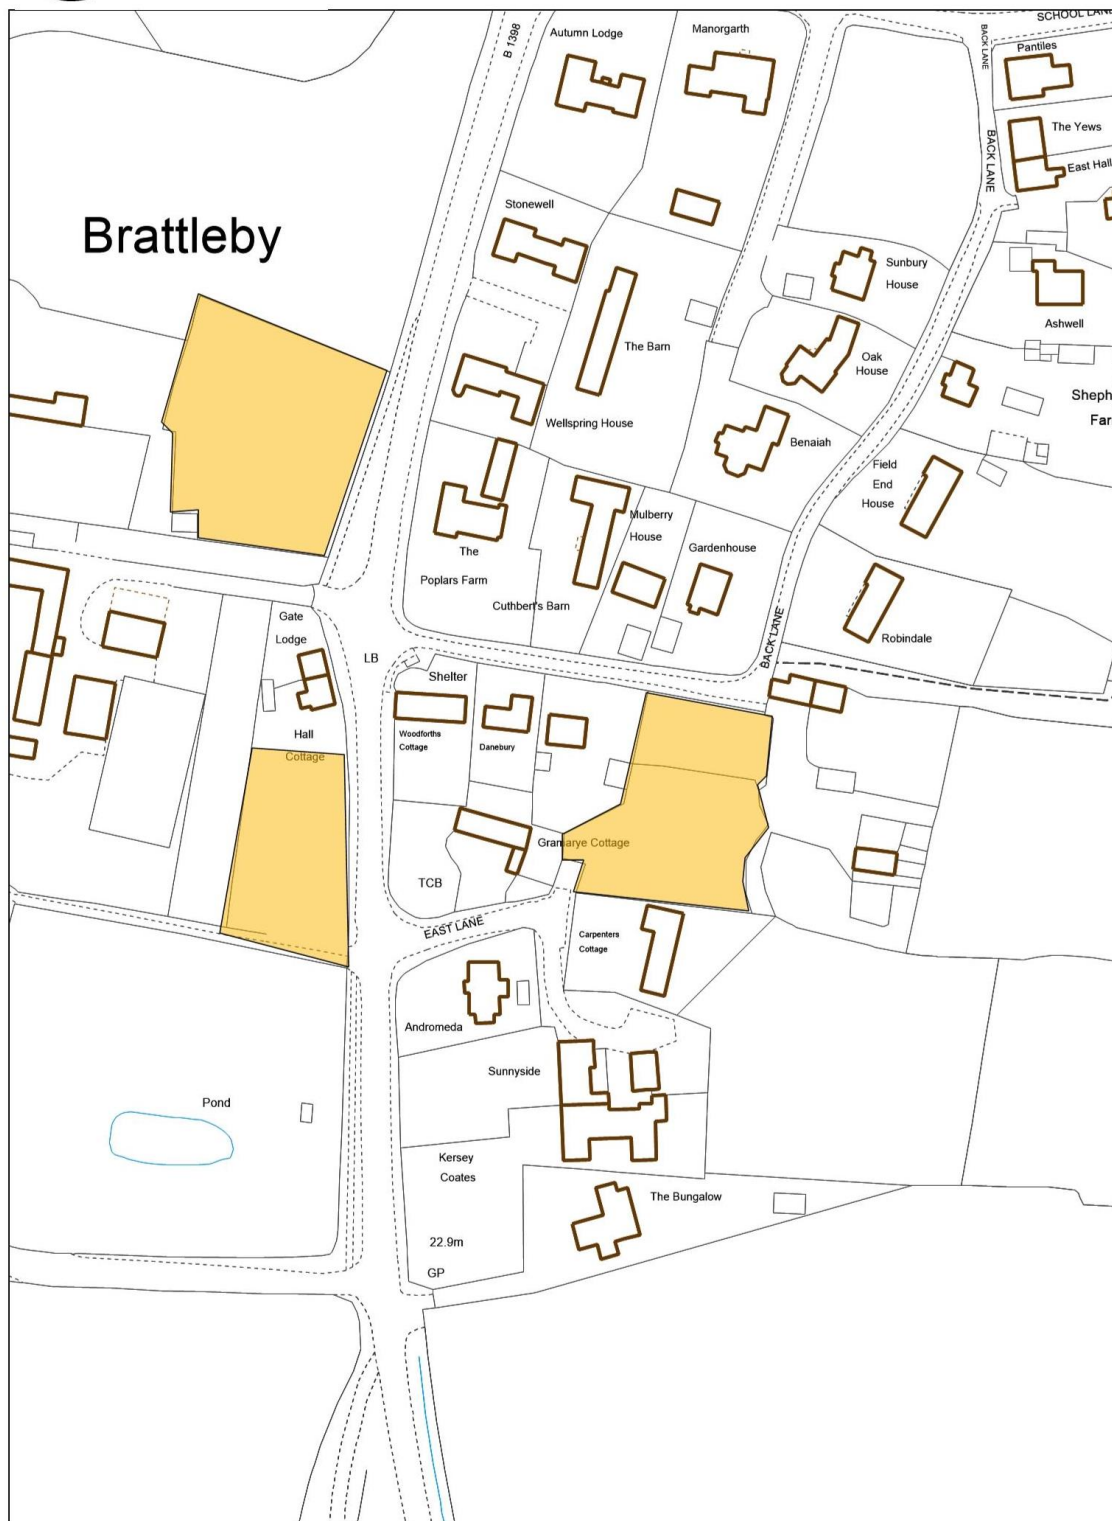 SCHOOL LANE
B 1398
Autumn Lodge
Manorgarth
BACK LANE
Pantiles
The Yews
BACK LANE
East Hall
Stonewell
Brattleby
Sunbury
House
Ashwell
The Barn
Oak
House
Sheph
Far
Wellspring House
Benaiah
Field
End
House
Mulberry
House
The
Poplars Farm
Gardenhouse
Cuthbert's Barn
Gate
Lodge
BACK LANE
Robindale
LB
Shelter
Hall
Cottage
Woodforths
Cottage
Danebury
Gramarye Cottage
TCB
EAST LANE
Carpenters
Cottage
Andromeda
Sunnyside
Pond
Kersey
Coates
The Bungalow
22.9m
GP